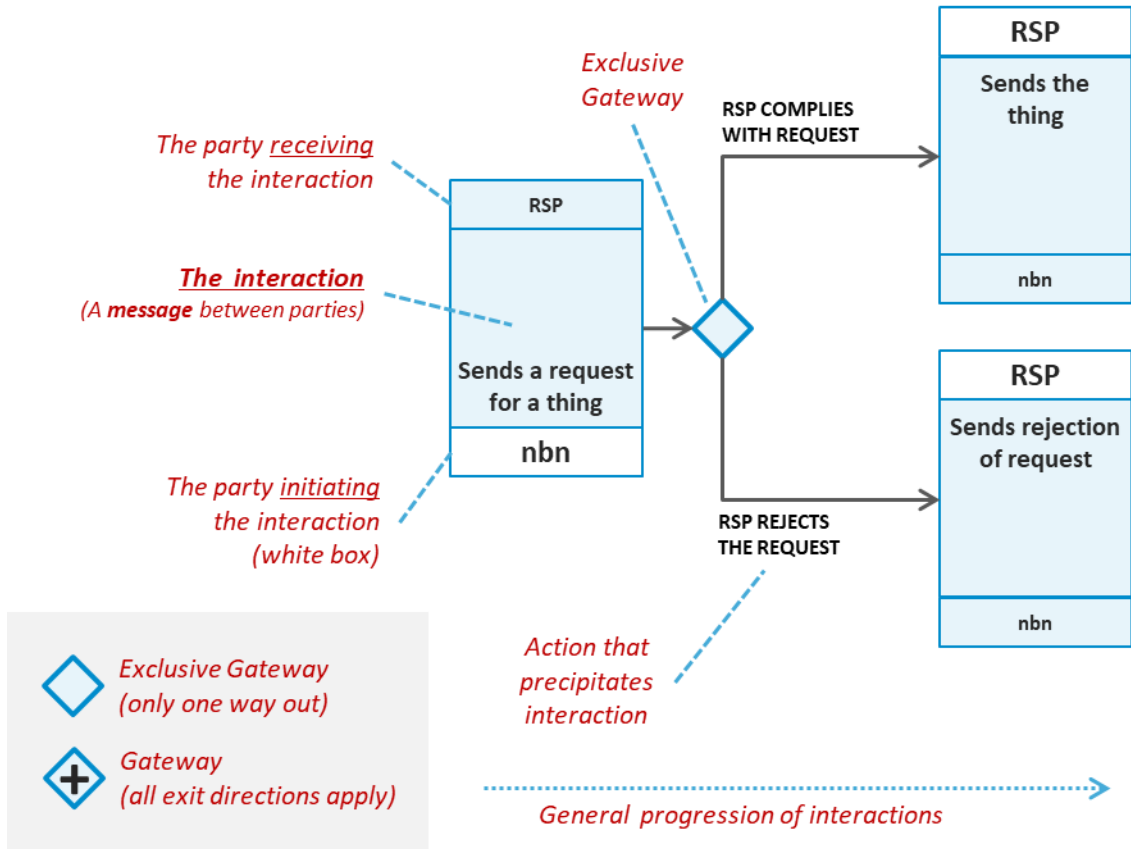 Exclusive
Gateway
The party receiving
the interaction
RSP
The interaction
(A message between parties)
Sends a request
for a thing
nbn
The party initiating
the interaction
(white box)
RSP COMPLIES
WITH REQUEST
RSP
Sends the
thing
nbn
RSP
Sends rejection
of request
nbn
RSP REJECTS
THE REQUEST
Action that
precipitates
interaction
Exclusive Gateway
(only one way out)
Gateway
(all exit directions apply)
General progression of interactions